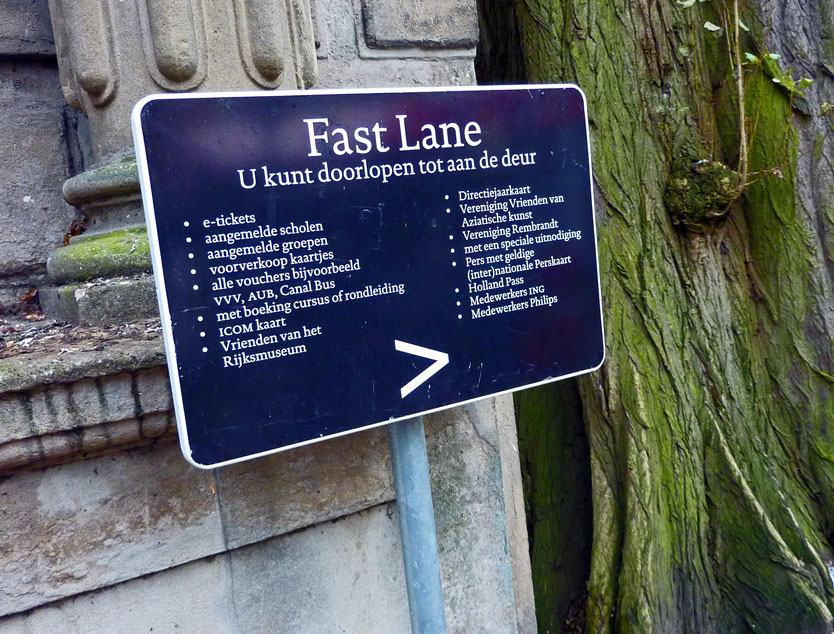 Fast Lane
U kunt doorlopen tot aan de deur
• e-tickets
• aangemelde scholen
• aangemelde groepen
• voorverkoop kaartjes
• alle vouchers bijvoorbeeld
VVV, AUB, Canal Bus
• met boeking cursus of rondleiding
• ICOM kaart
• Vrienden van het
Rijksmuseum
• Directiejaarkaart
• Vereniging Vrienden van
Aziatische kunst
• Vereniging Rembrandt
• met een speciale uitnodiging
• Pers met geldige
(inter)nationale Perskaart
• Holland Pass
• Medewerkers ING
• Medewerkers Philips
>